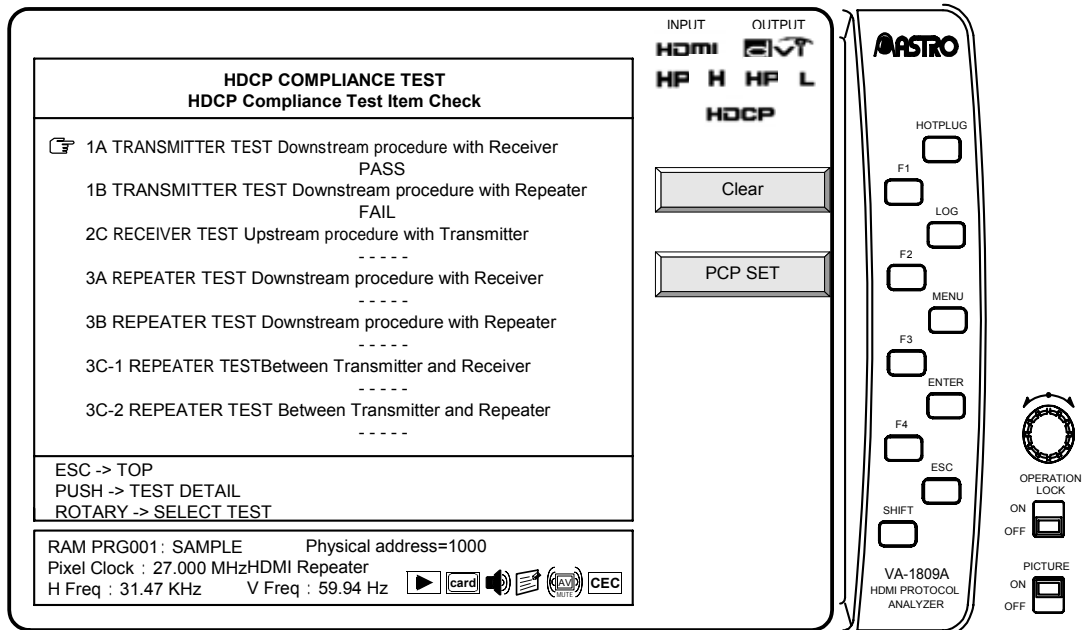 INPUT OUTPUT
HDMI DVI
HP H HP L
HDCP
HDCP COMPLIANCE TEST
HDCP Compliance Test Item Check
1A TRANSMITTER TEST Downstream procedure with Receiver
PASS
1B TRANSMITTER TEST Downstream procedure with Repeater
FAIL
2C RECEIVER TEST Upstream procedure with Transmitter
- - - - -
3A REPEATER TEST Downstream procedure with Receiver
- - - - -
3B REPEATER TEST Downstream procedure with Repeater
- - - - -
3C-1 REPEATER TESTBetween Transmitter and Receiver
- - - - -
3C-2 REPEATER TEST Between Transmitter and Repeater
- - - - -
ESC -> TOP
PUSH -> TEST DETAIL
ROTARY -> SELECT TEST
RAM PRG001: SAMPLE Physical address=1000
Pixel Clock : 27.000 MHzHDMI Repeater
H Freq : 31.47 KHz V Freq : 59.94 Hz
card
AV
MUTE
CEC
Clear
PCP SET
ASTRO
HOTPLUG
F1
LOG
F2
MENU
F3
ENTER
F4
ESC
SHIFT
VA-1809A
HDMI PROTOCOL
ANALYZER
OPERATION
LOCK
ON
OFF
PICTURE
ON
OFF